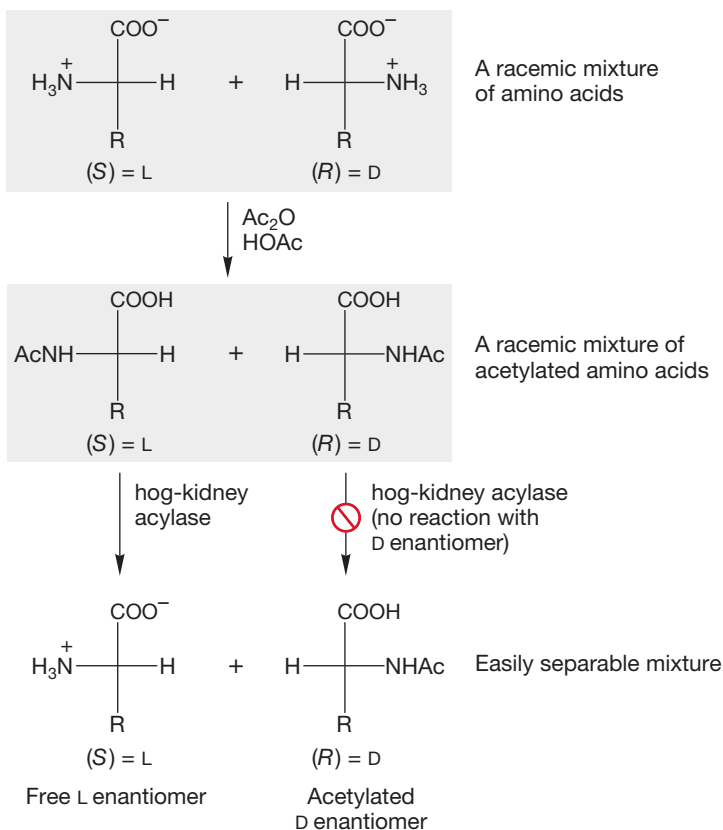 COO⁻ COO⁻
H₃N⁺ H + H NH₃⁺ A racemic mixture
of amino acids
R R
(S) = L (R) = D
Ac₂O
HOAc
COOH COOH
AcNH H + H NHAc A racemic mixture of
acetylated amino acids
R R
(S) = L (R) = D
hog-kidney
acylase
hog-kidney acylase
(no reaction with
D enantiomer)
COO⁻ COOH
H₃N⁺ H + H NHAc Easily separable mixture
R R
(S) = L (R) = D
Free L enantiomer
Acetylated
D enantiomer